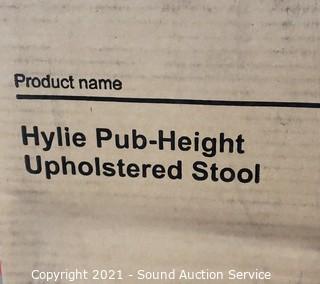 Product name
Hylie Pub-Height
Upholstered Stool
Copyright 2021 - Sound Auction Service